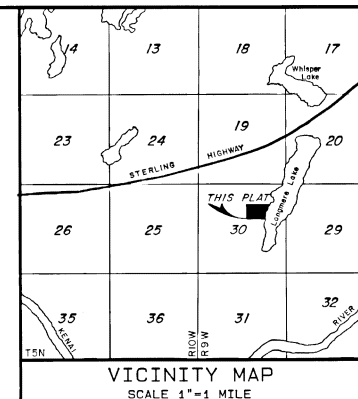 14 13 18 17
Whisper
Lake
23 24 19 20
STERLING HIGHWAY
Longmere Lake
THIS PLAT
26 25 30 29
35 36 31 32
KENAI
RIVER
T5N
R10W
R9W
VICINITY MAP
SCALE 1"=1 MILE